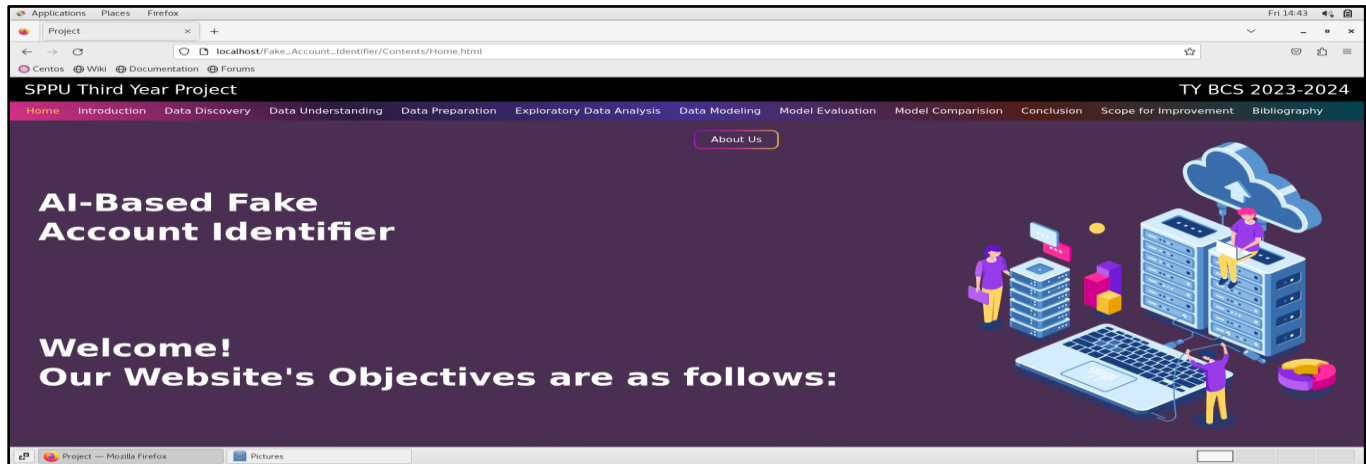 Applications Places Firefox Fri 14:43
Project
localhost/Fake_Account_Identifier/Contents/Home.html
Centos Wiki Documentation Forums
SPPU Third Year Project TY BCS 2023-2024
Home Introduction Data Discovery Data Understanding Data Preparation Exploratory Data Analysis Data Modeling Model Evaluation Model Comparision Conclusion Scope for Improvement Bibliography
About Us
AI-Based Fake
Account Identifier
Welcome!
Our Website's Objectives are as follows:
Project — Mozilla Firefox Pictures